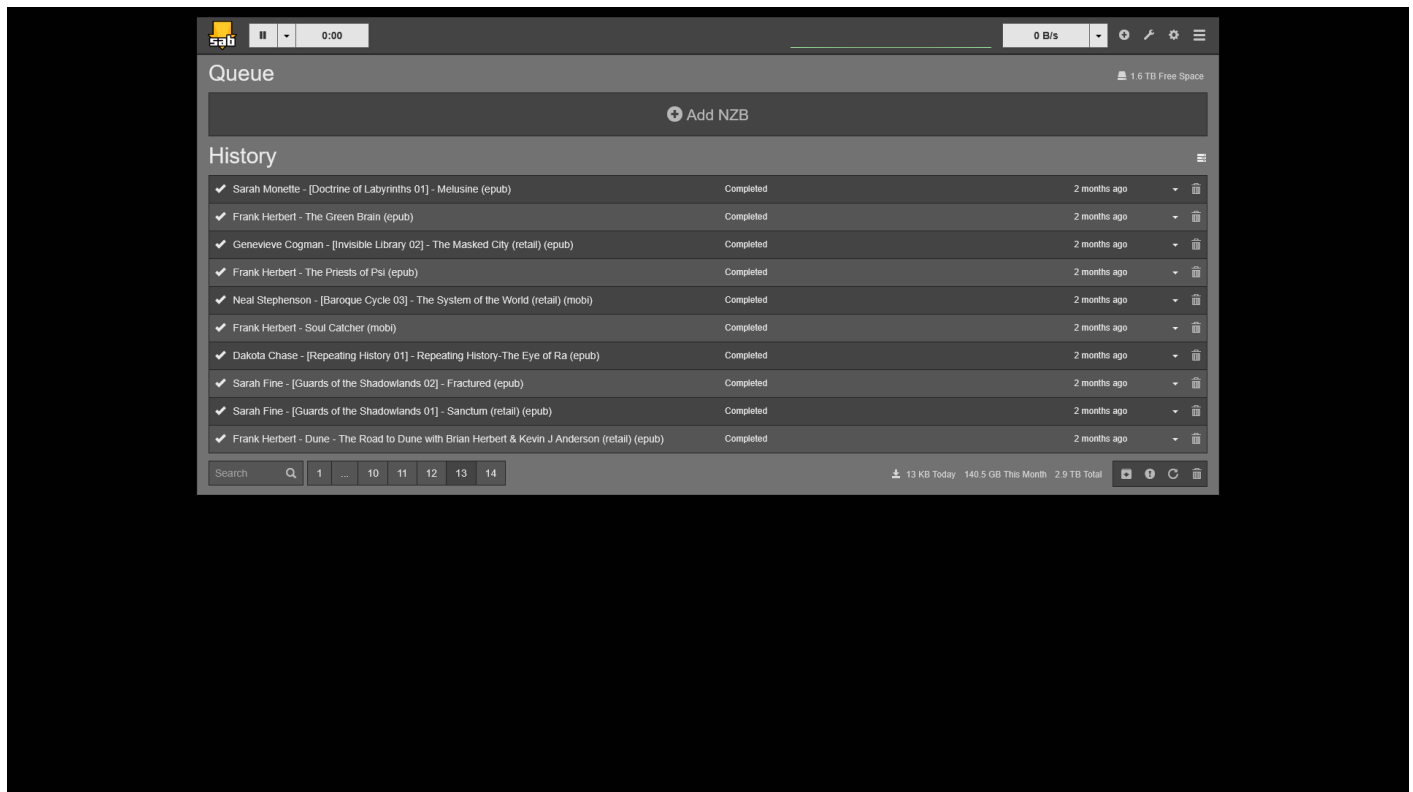 sab 0:00 0 B/s
Queue 1.6 TB Free Space
Add NZB
History
Sarah Monette - [Doctrine of Labyrinths 01] - Melusine (epub) Completed 2 months ago
Frank Herbert - The Green Brain (epub) Completed 2 months ago
Genevieve Cogman - [Invisible Library 02] - The Masked City (retail) (epub) Completed 2 months ago
Frank Herbert - The Priests of Psi (epub) Completed 2 months ago
Neal Stephenson - [Baroque Cycle 03] - The System of the World (retail) (mobi) Completed 2 months ago
Frank Herbert - Soul Catcher (mobi) Completed 2 months ago
Dakota Chase - [Repeating History 01] - Repeating History-The Eye of Ra (epub) Completed 2 months ago
Sarah Fine - [Guards of the Shadowlands 02] - Fractured (epub) Completed 2 months ago
Sarah Fine - [Guards of the Shadowlands 01] - Sanctum (retail) (epub) Completed 2 months ago
Frank Herbert - Dune - The Road to Dune with Brian Herbert & Kevin J Anderson (retail) (epub) Completed 2 months ago
Search 1 ... 10 11 12 13 14 13 KB Today 140.5 GB This Month 2.9 TB Total